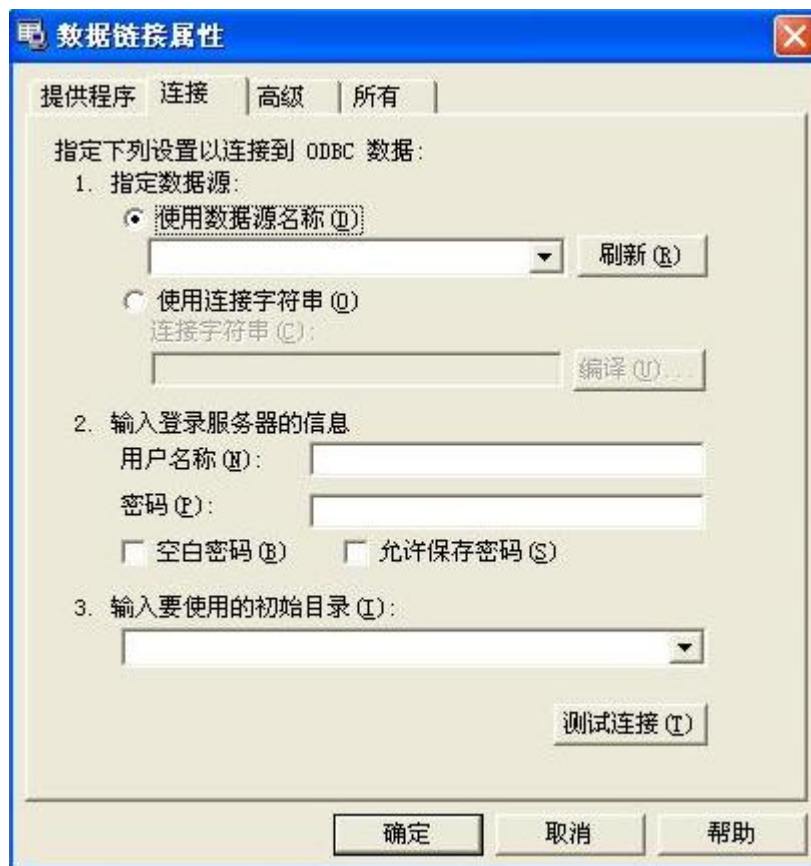 数据链接属性
提供程序 连接 高级 所有
指定下列设置以连接到 ODBC 数据:
1. 指定数据源:
使用数据源名称(D)
刷新(R)
使用连接字符串(O)
连接字符串(C):
编译(U)...
2. 输入登录服务器的信息
用户名称(N):
密码(P):
空白密码(B) 允许保存密码(S)
3. 输入要使用的初始目录(I):
测试连接(T)
确定 取消 帮助